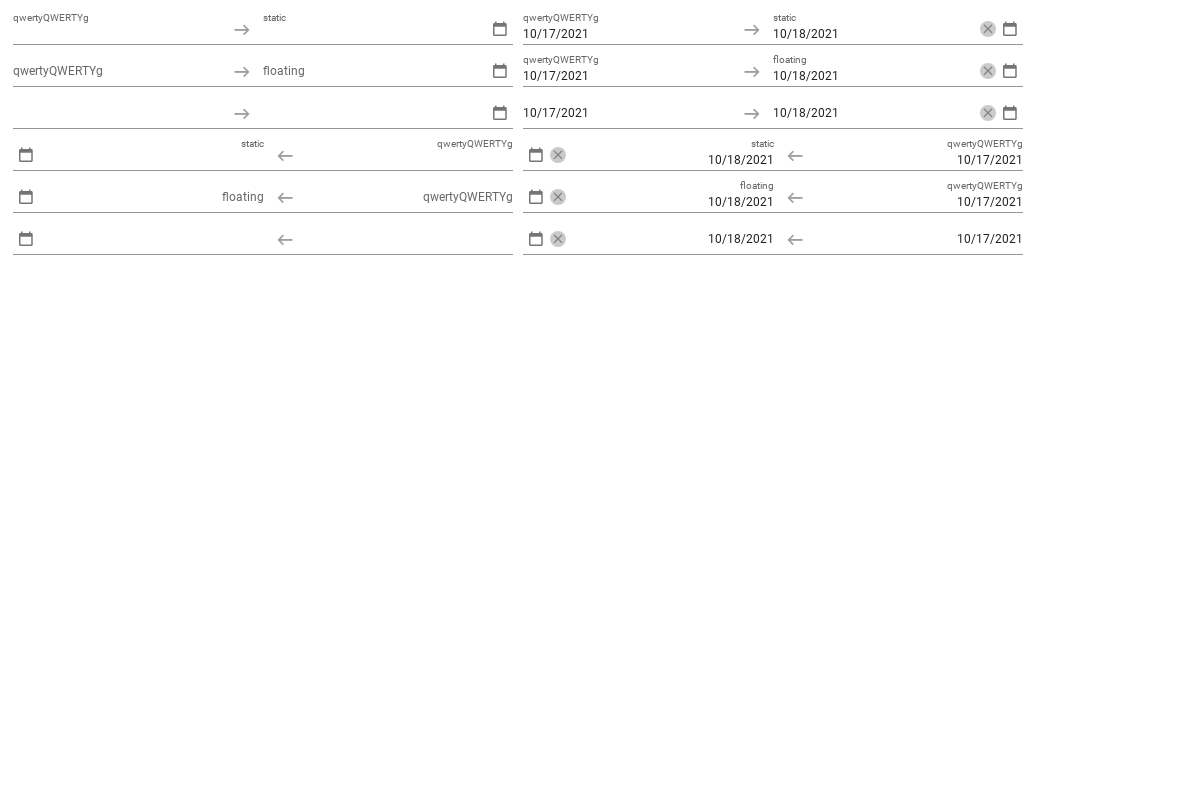 qwertyQWERTYg static qwertyQWERTYg static
10/17/2021 10/18/2021
qwertyQWERTYg floating qwertyQWERTYg floating
10/17/2021 10/18/2021
10/17/2021 10/18/2021
static qwertyQWERTYg static qwertyQWERTYg
10/18/2021 10/17/2021
floating qwertyQWERTYg floating qwertyQWERTYg
10/18/2021 10/17/2021
10/18/2021 10/17/2021